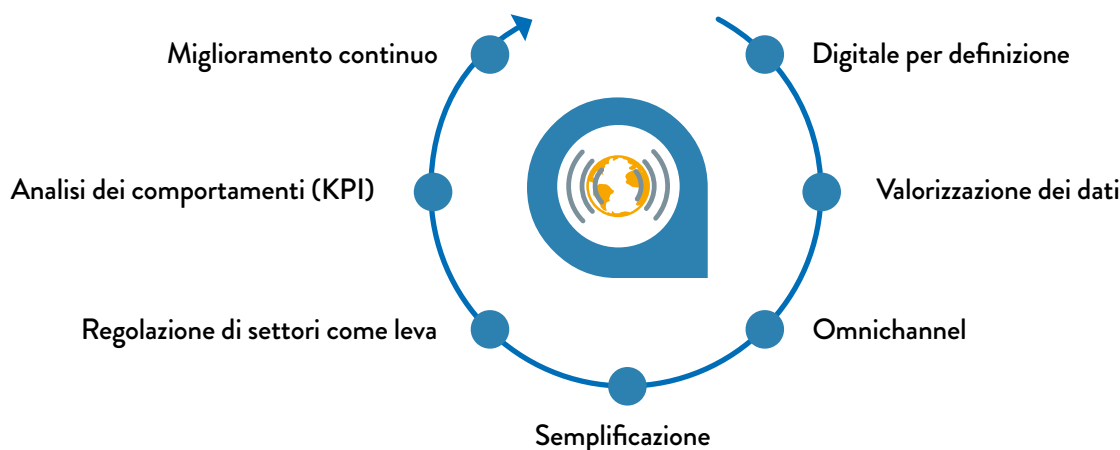 Miglioramento continuo
Digitale per definizione
Analisi dei comportamenti (KPI)
Valorizzazione dei dati
Regolazione di settori come leva
Omnichannel
Semplificazione